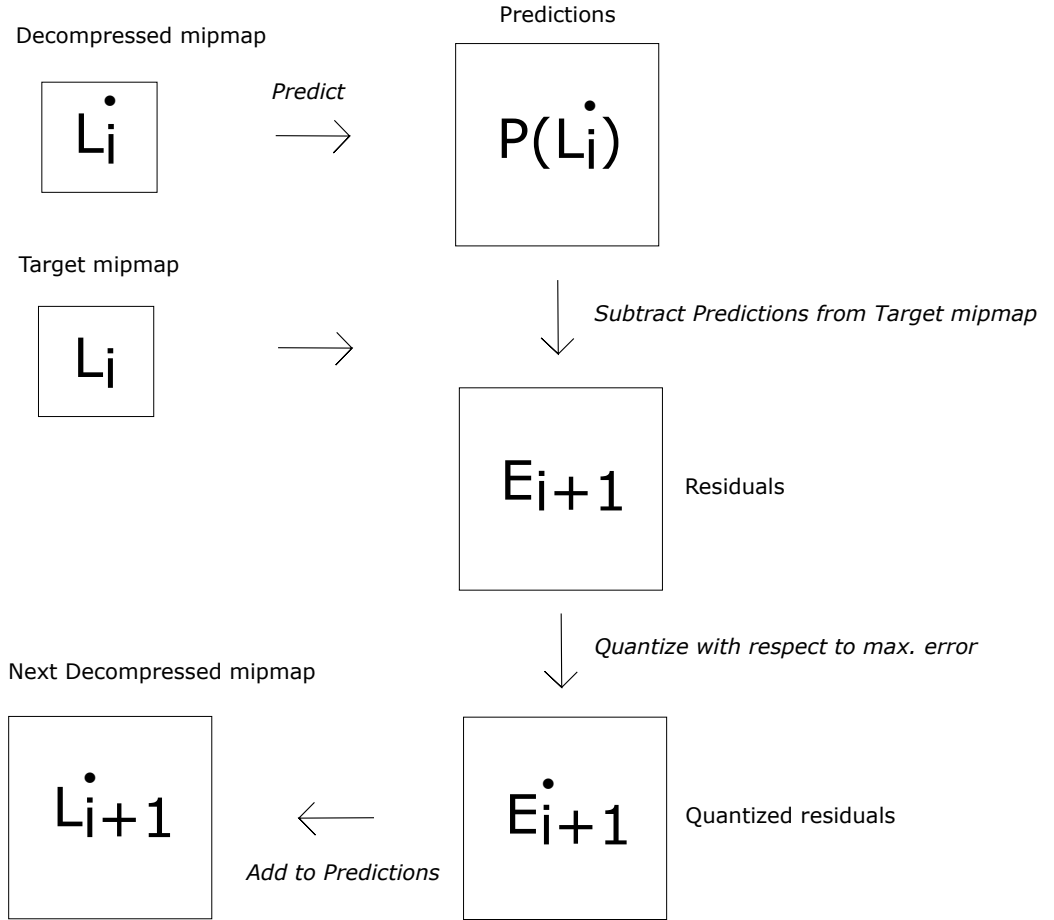 Predictions
Decompressed mipmap
L•i
Predict
P(L•i)
Target mipmap
Li
Subtract Predictions from Target mipmap
Ei+1
Residuals
Quantize with respect to max. error
Next Decompressed mipmap
L•i+1
E•i+1
Quantized residuals
Add to Predictions